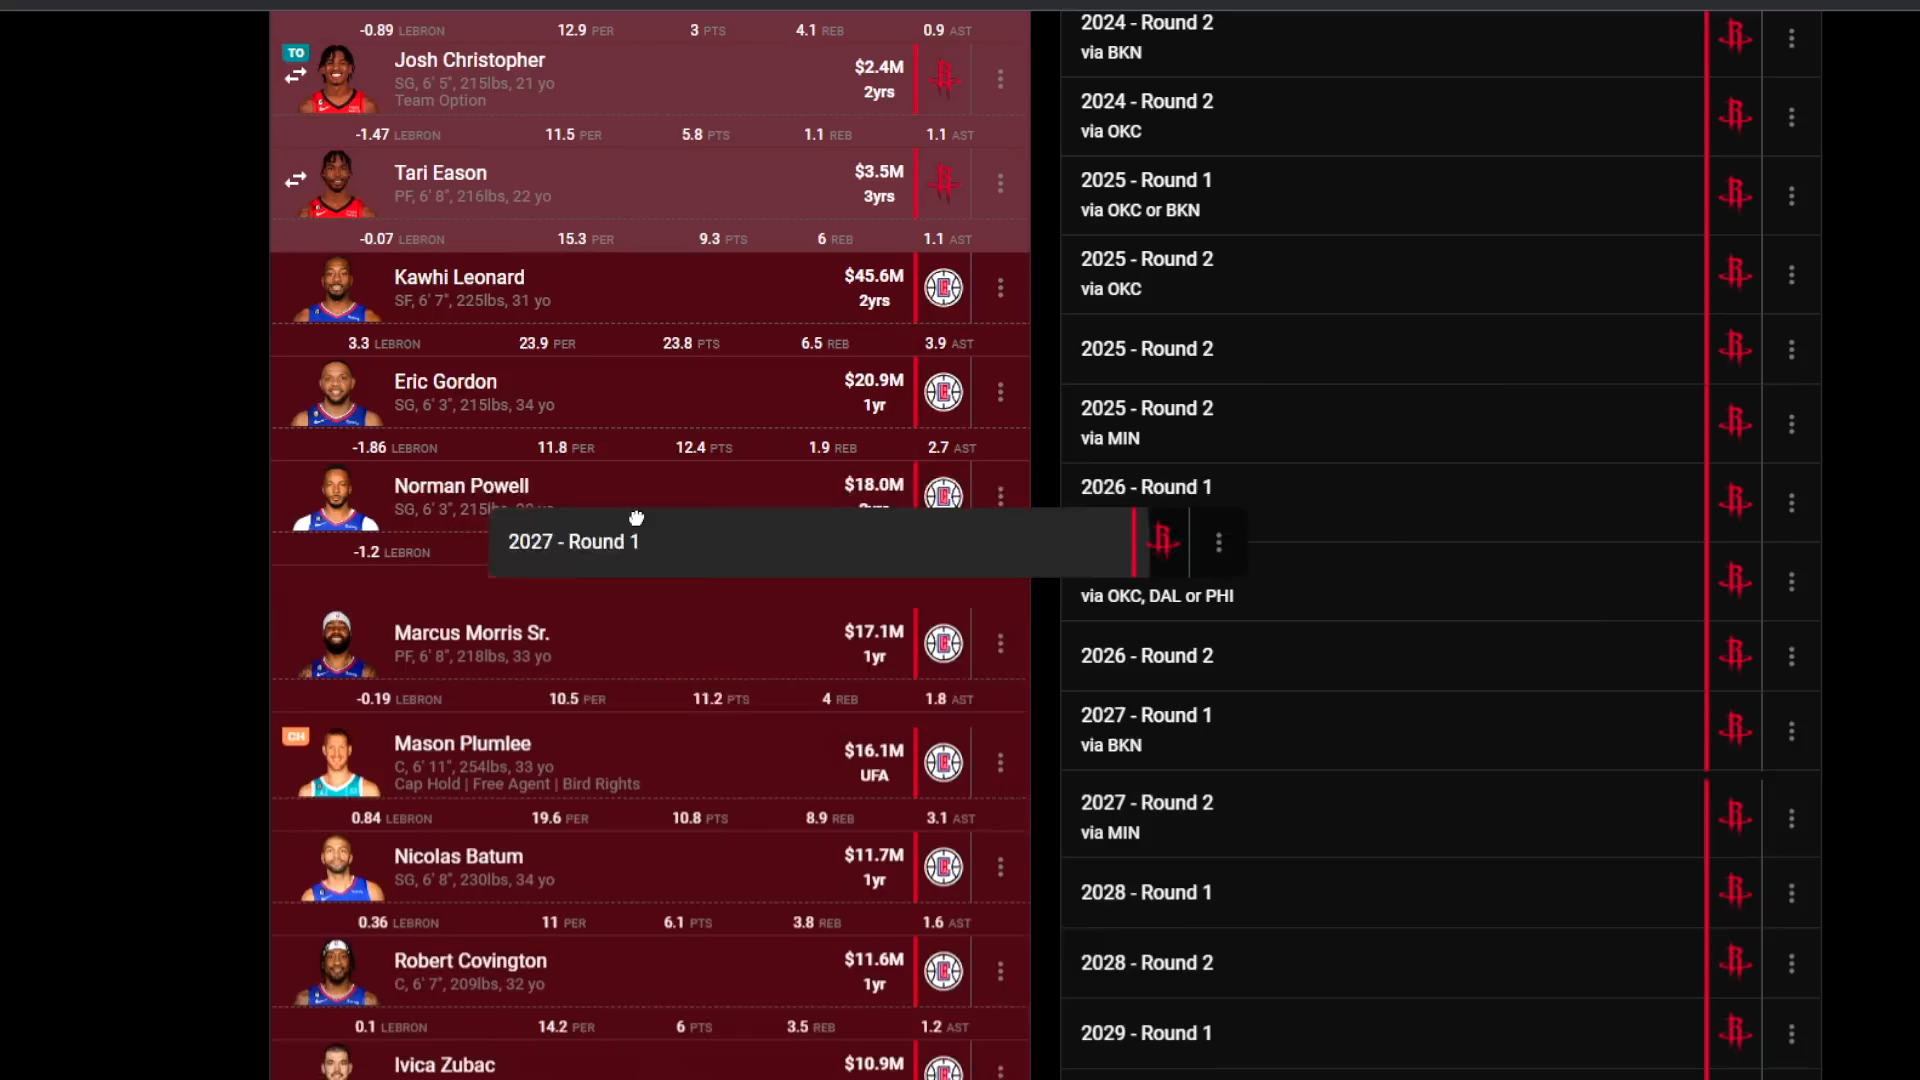 -0.89 LEBRON 12.9 PER 3 PTS 4.1 REB 0.9 AST
TO
Josh Christopher
SG, 6' 5", 215lbs, 21 yo
Team Option
$2.4M
2yrs
-1.47 LEBRON 11.5 PER 5.8 PTS 1.1 REB 1.1 AST
Tari Eason
PF, 6' 8", 216lbs, 22 yo
$3.5M
3yrs
-0.07 LEBRON 15.3 PER 9.3 PTS 6 REB 1.1 AST
Kawhi Leonard
SF, 6' 7", 225lbs, 31 yo
$45.6M
2yrs
3.3 LEBRON 23.9 PER 23.8 PTS 6.5 REB 3.9 AST
Eric Gordon
SG, 6' 3", 215lbs, 34 yo
$20.9M
1yr
-1.86 LEBRON 11.8 PER 12.4 PTS 1.9 REB 2.7 AST
Norman Powell
SG, 6' 3",
$18.0M
-1.2 LEBRON
2027 - Round 1
Marcus Morris Sr.
PF, 6' 8", 218lbs, 33 yo
$17.1M
1yr
-0.19 LEBRON 10.5 PER 11.2 PTS 4 REB 1.8 AST
CH
Mason Plumlee
C, 6' 11", 254lbs, 33 yo
Cap Hold | Free Agent | Bird Rights
$16.1M
UFA
0.84 LEBRON 19.6 PER 10.8 PTS 8.9 REB 3.1 AST
Nicolas Batum
SG, 6' 8", 230lbs, 34 yo
$11.7M
1yr
0.36 LEBRON 11 PER 6.1 PTS 3.8 REB 1.6 AST
Robert Covington
C, 6' 7", 209lbs, 32 yo
$11.6M
1yr
0.1 LEBRON 14.2 PER 6 PTS 3.5 REB 1.2 AST
Ivica Zubac
$10.9M
2024 - Round 2
via BKN
2024 - Round 2
via OKC
2025 - Round 1
via OKC or BKN
2025 - Round 2
via OKC
2025 - Round 2
2025 - Round 2
via MIN
2026 - Round 1
via OKC, DAL or PHI
2026 - Round 2
2027 - Round 1
via BKN
2027 - Round 2
via MIN
2028 - Round 1
2028 - Round 2
2029 - Round 1